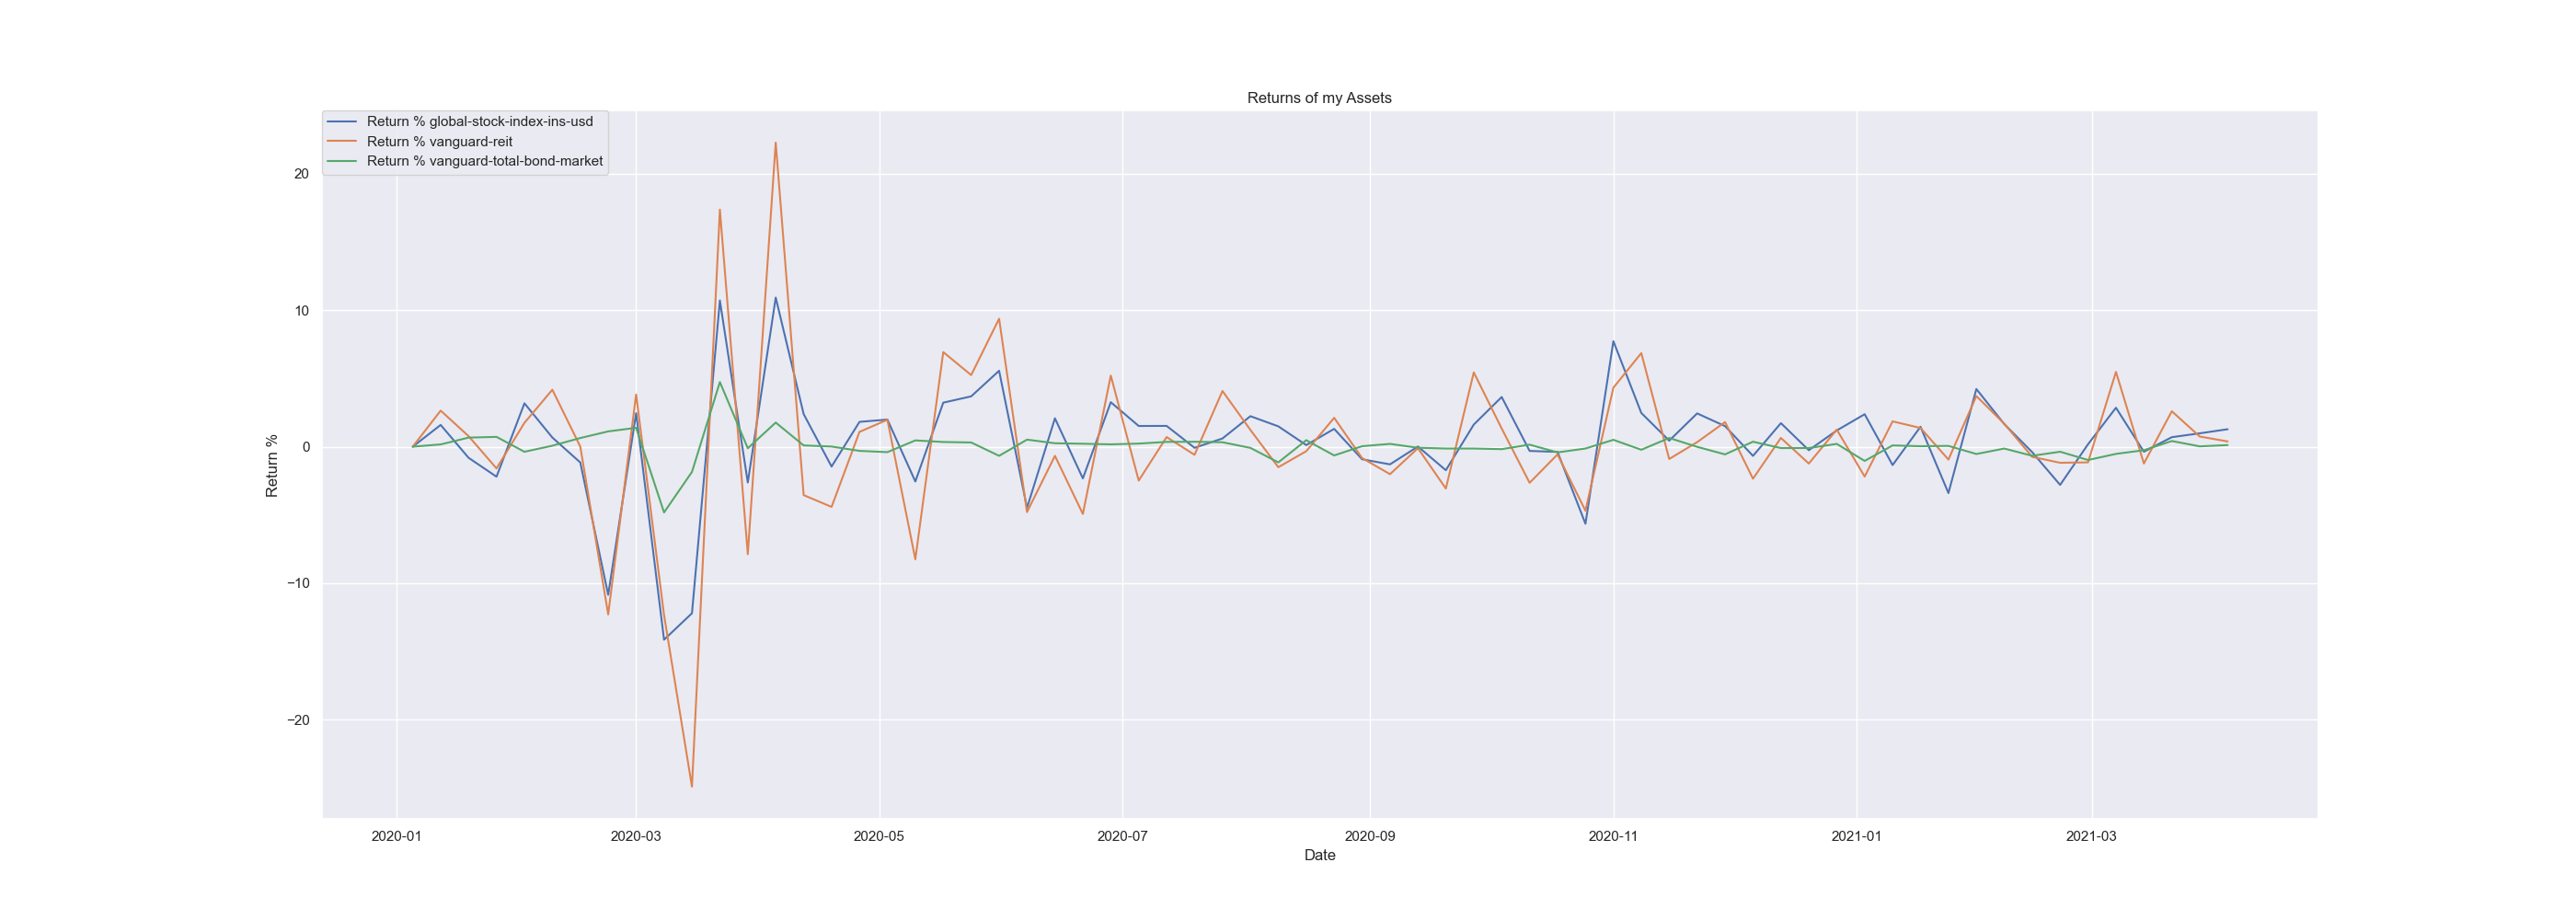 Returns of my Assets
Return % global-stock-index-ins-usd
Return % vanguard-reit
Return % vanguard-total-bond-market
20
10
0
−10
−20
Return %
2020-01 2020-03 2020-05 2020-07 2020-09 2020-11 2021-01 2021-03
Date